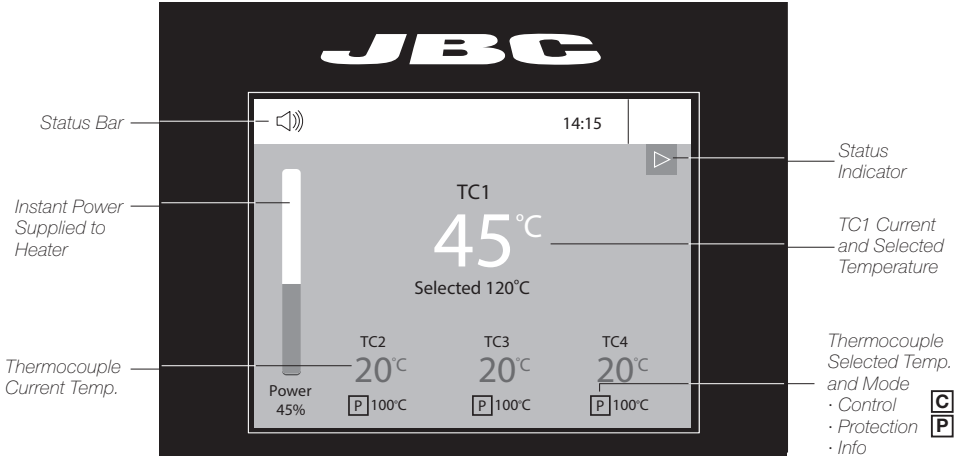 JBC
Status Bar
14:15
Status
Indicator
Instant Power
Supplied to
Heater
TC1
45°C
Selected 120°C
TC1 Current
and Selected
Temperature
Thermocouple
Current Temp.
Power
45%
TC2
20°C
P 100°C
TC3
20°C
P 100°C
TC4
20°C
P 100°C
Thermocouple
Selected Temp.
and Mode
· Control C
· Protection P
· Info